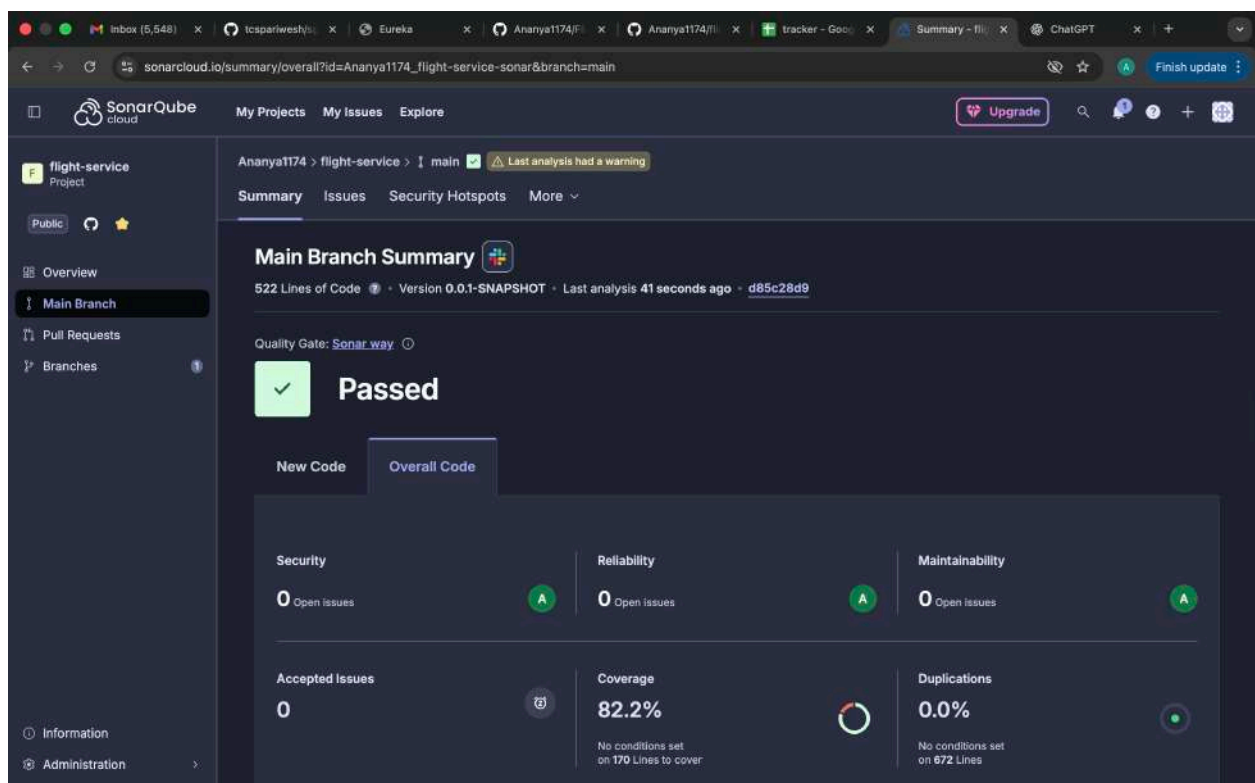 Inbox (5,548)
tcspariwesh/s
Eureka
Ananya1174/Fl
Ananya1174/fli
tracker - Goog
Summary - flig
ChatGPT
sonarcloud.io/summary/overall?id=Ananya1174_flight-service-sonar&branch=main
A
Finish update
SonarQube
cloud
My Projects My Issues Explore
Upgrade
1
F
flight-service
Project
Public
Overview
Main Branch
Pull Requests
Branches 1
Information
Administration
Ananya1174 > flight-service > main Last analysis had a warning
Summary Issues Security Hotspots More
Main Branch Summary
522 Lines of Code • Version 0.0.1-SNAPSHOT • Last analysis 41 seconds ago • d85c28d9
Quality Gate: Sonar way
Passed
New Code Overall Code
Security Reliability Maintainability
0 Open issues A 0 Open issues A 0 Open issues A
Accepted Issues Coverage Duplications
0 82.2% 0.0%
No conditions set No conditions set
on 170 Lines to cover on 672 Lines